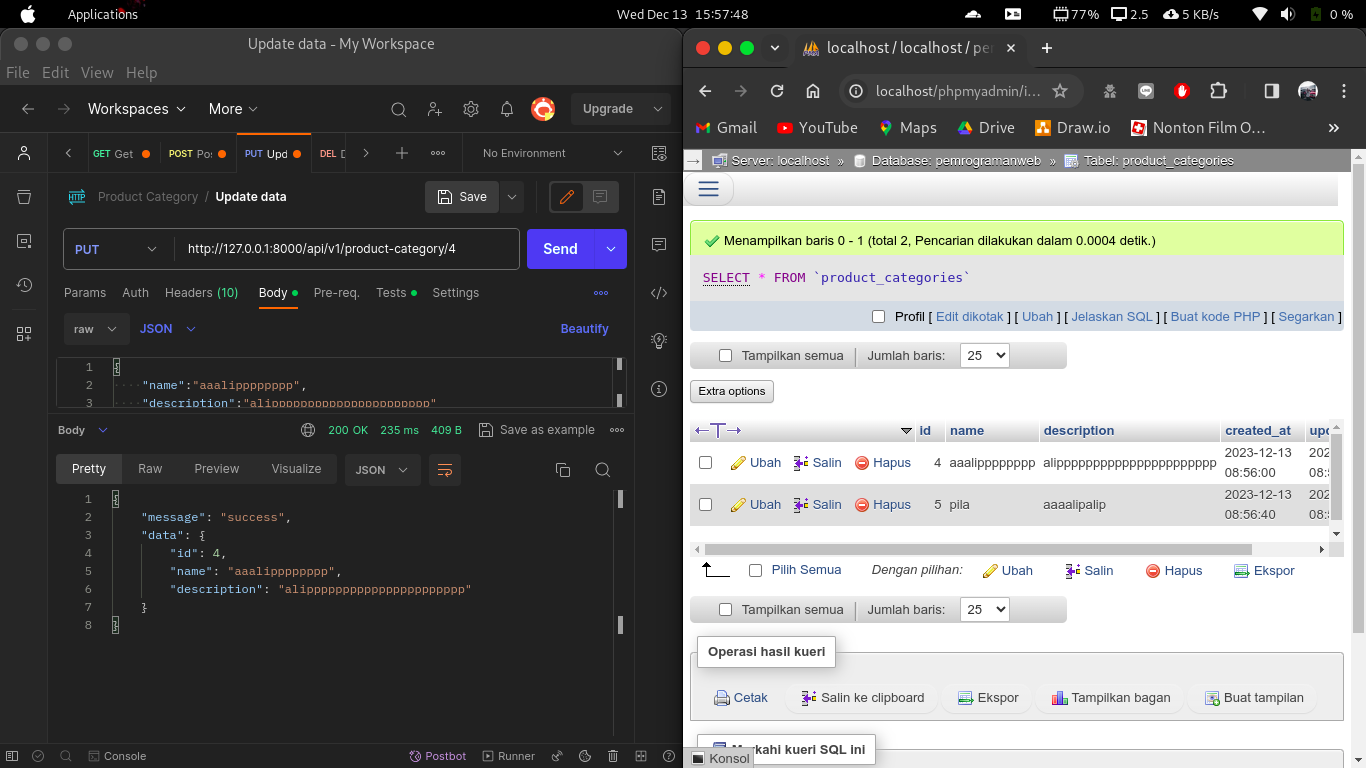 Applications Wed Dec 13 15:57:48 77% 2.5 5 KB/s 0 %
Update data - My Workspace
File Edit View Help
Workspaces More Upgrade
GET Get POST Po: PUT Upd DEL No Environment
HTTP Product Category / Update data Save
PUT http://127.0.0.1:8000/api/v1/product-category/4 Send
Params Auth Headers (10) Body Pre-req. Tests Settings
raw JSON Beautify
1 {
2 "name":"aaalipppppppp",
3 "description":"alipppppppppppppppppppppp"
Body 200 OK 235 ms 409 B Save as example
Pretty Raw Preview Visualize JSON
1 {
2 "message": "success",
3 "data": {
4 "id": 4,
5 "name": "aaalipppppppp",
6 "description": "alipppppppppppppppppppppp"
7 }
8 }
Console Postbot Runner
localhost / localhost / pe
localhost/phpmyadmin/i...
Gmail YouTube Maps Drive Draw.io Nonton Film O...
Server: localhost » Database: pemrogramanweb » Tabel: product_categories
Menampilkan baris 0 - 1 (total 2, Pencarian dilakukan dalam 0.0004 detik.)
SELECT * FROM `product_categories`
Profil [ Edit dikotak ] [ Ubah ] [ Jelaskan SQL ] [ Buat kode PHP ] [ Segarkan ]
Tampilkan semua Jumlah baris: 25
Extra options
id name description created_at upd
Ubah Salin Hapus 4 aaalipppppppp alipppppppppppppppppppppp 2023-12-13 08:56:00 202 08:
Ubah Salin Hapus 5 pila aaaalipalip 2023-12-13 08:56:40 202 08:
Pilih Semua Dengan pilihan: Ubah Salin Hapus Ekspor
Tampilkan semua Jumlah baris: 25
Operasi hasil kueri
Cetak Salin ke clipboard Ekspor Tampilkan bagan Buat tampilan
kahi kueri SQL ini
Konsol